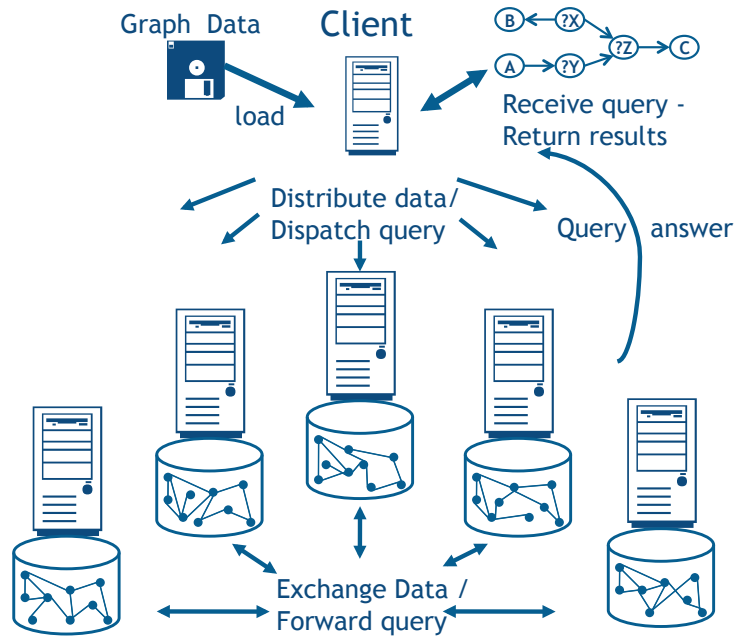 Graph Data
Client
load
B
?X
?Z
C
A
?Y
Receive query -
Return results
Distribute data/
Dispatch query
Query answer
Exchange Data /
Forward query